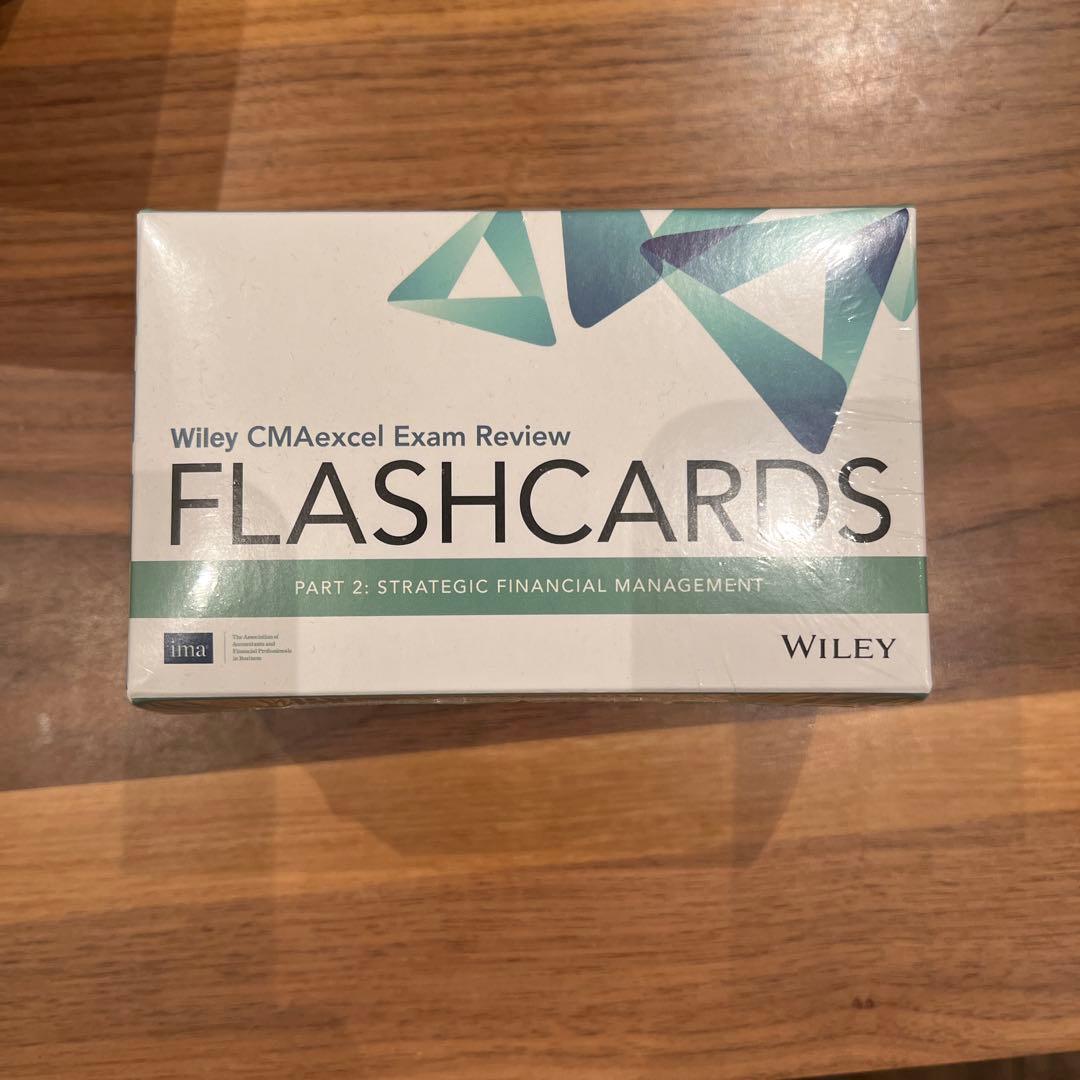 Wiley CMAexcel Exam Review
FLASHCARDS
PART 2: STRATEGIC FINANCIAL MANAGEMENT
ima
The Association of
Accountants and
Financial Professionals
in Business
WILEY